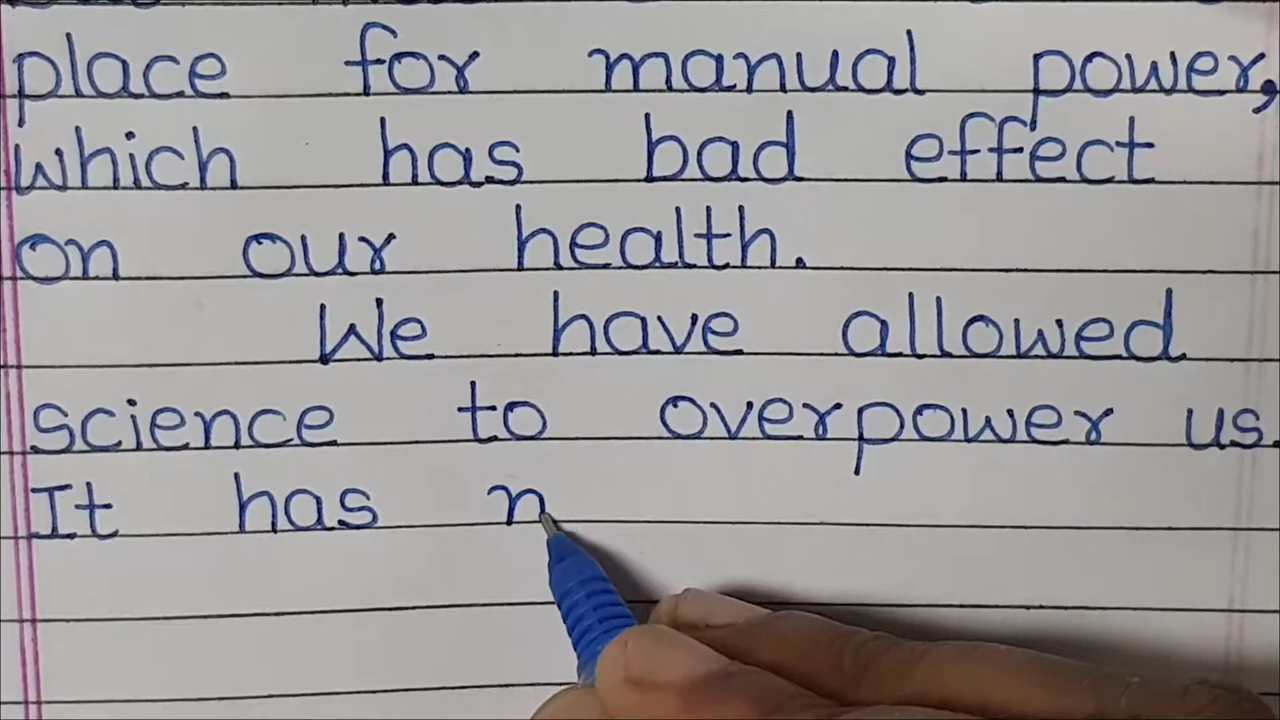 place for manual power,
which has bad effect
on our health.
We have allowed
science to overpower us.
It has n